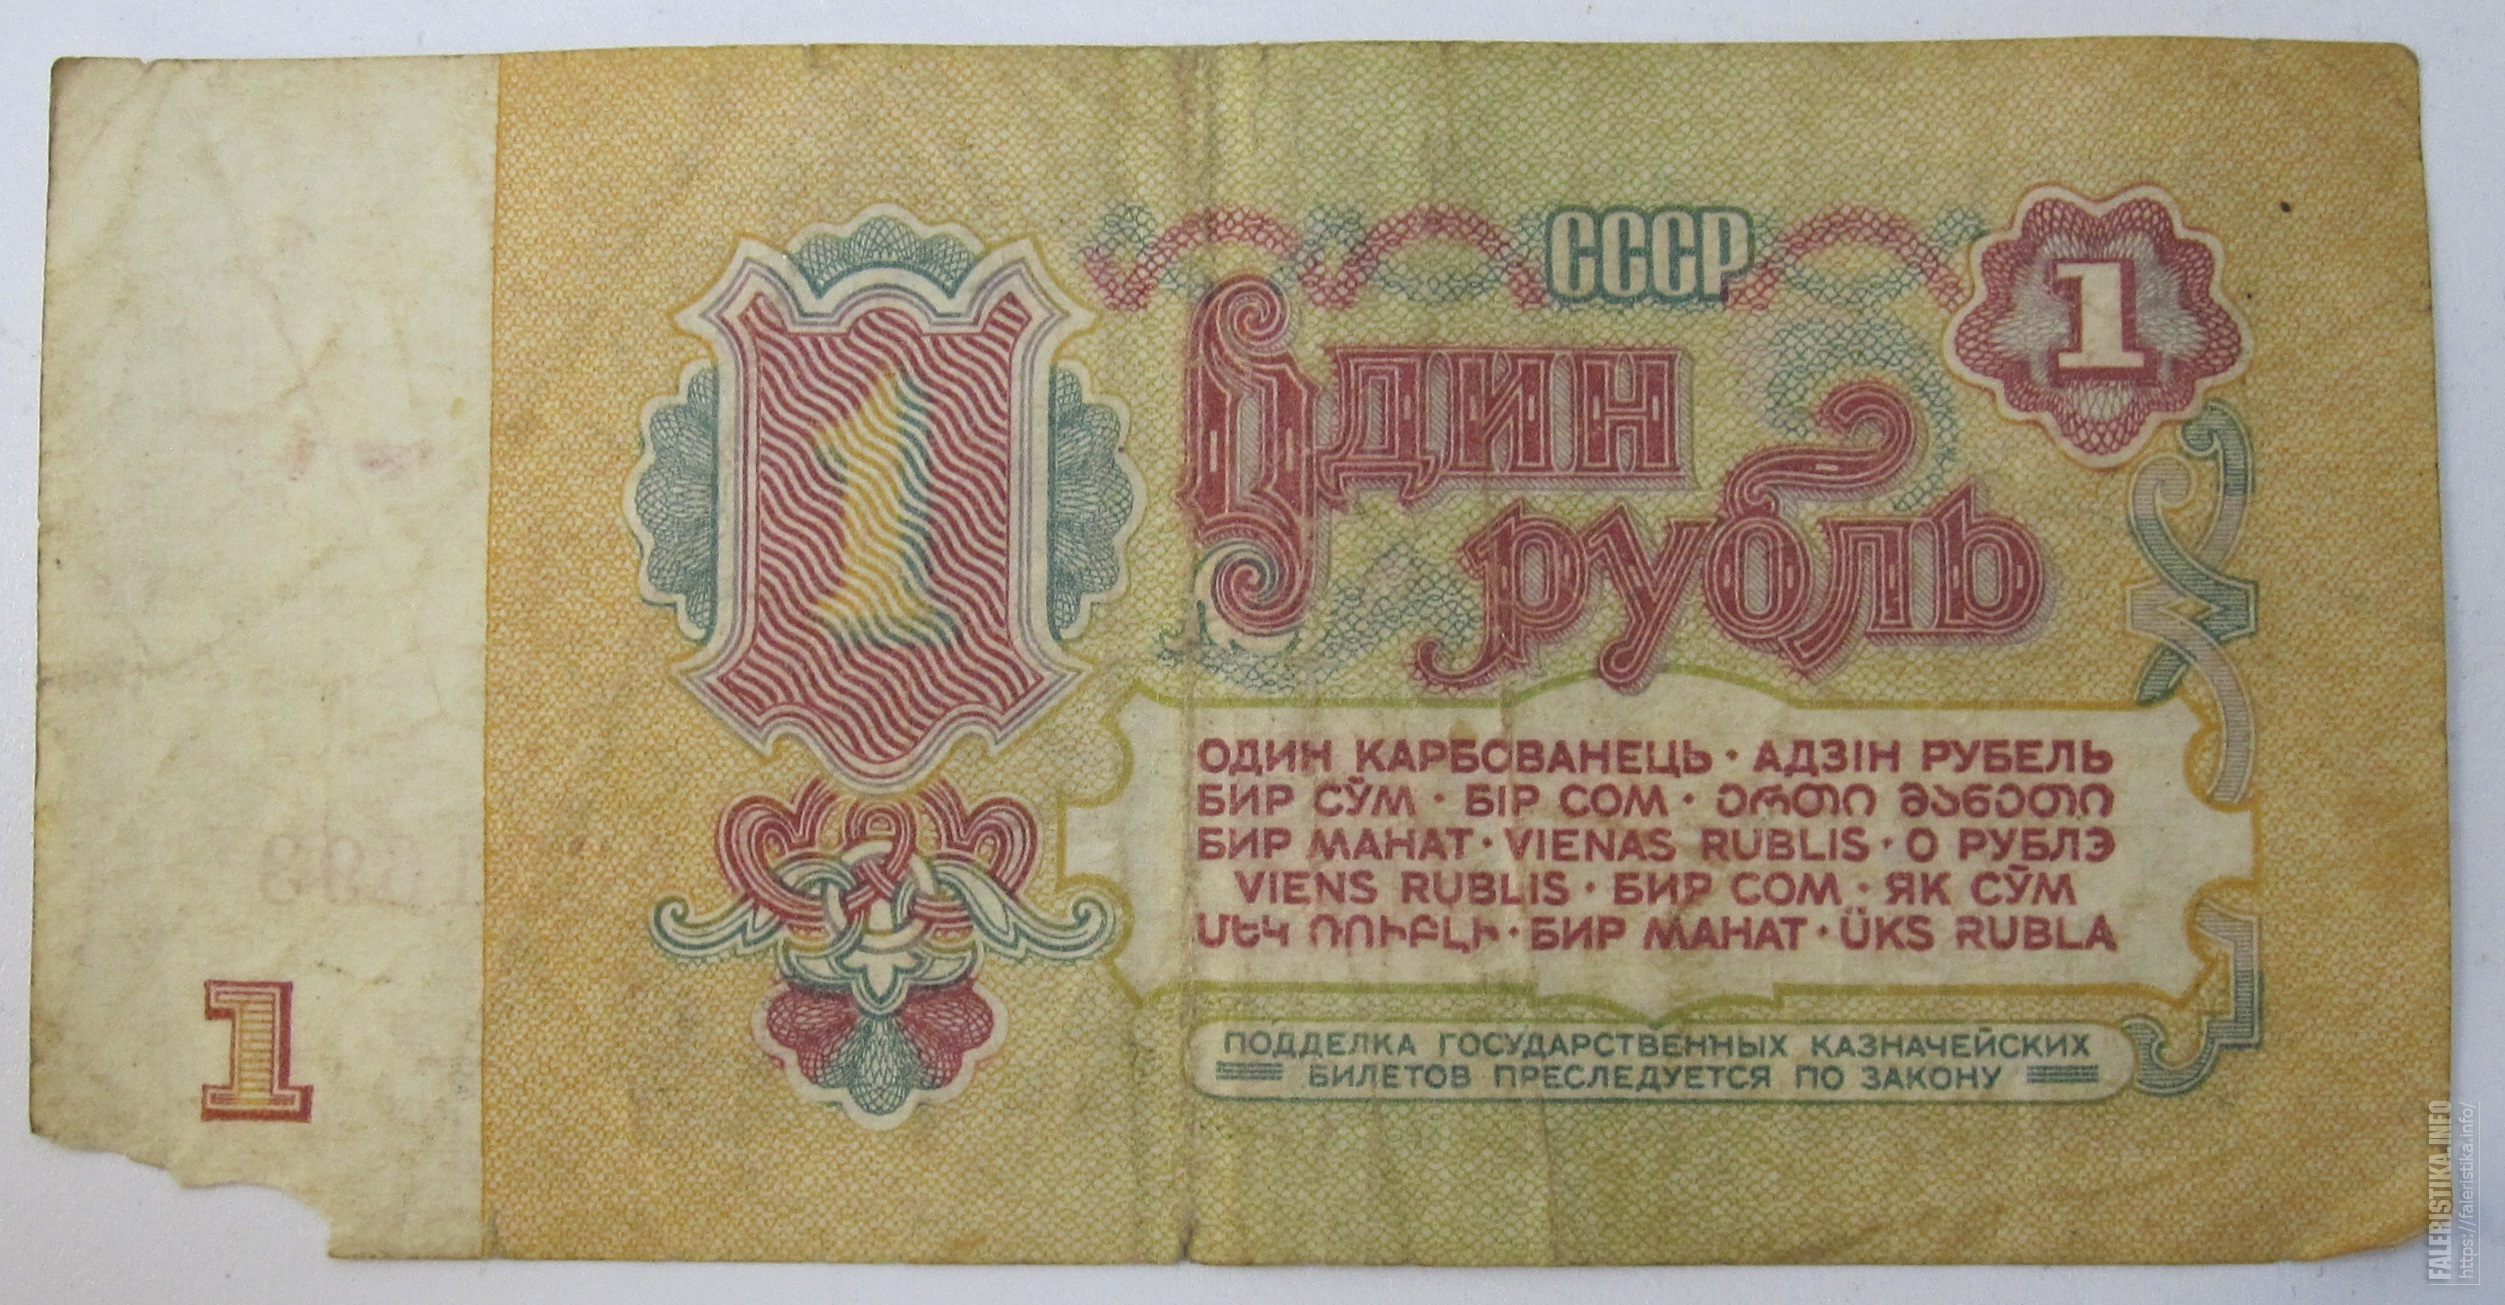 СССР
1
1
Один
рубль
ОДИН КАРБОВАНЕЦЬ · АДЗІН РУБЕЛЬ
БИР СЎМ · БІР СОМ · ერთი მანეთი
БИР МАНАТ · VIENAS RUBLIS · О РУБЛЭ
VIENS RUBLIS · БИР СОМ · ЯК СӮМ
ՄԵԿ ՌՈՒԲԼԻ · БИР МАНАТ · ÜKS RUBLA
ПОДДЕЛКА ГОСУДАРСТВЕННЫХ КАЗНАЧЕЙСКИХ
БИЛЕТОВ ПРЕСЛЕДУЕТСЯ ПО ЗАКОНУ
1
FALERISTIKA.INFO
https://faleristika.info/